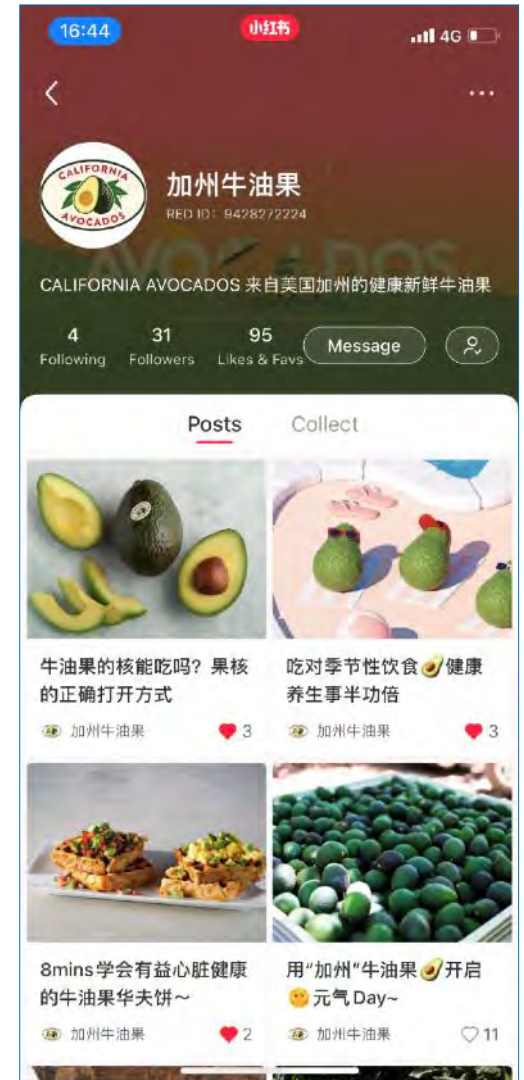 16:44
小红书
4G
CALIFORNIA
AVOCADOS
加州牛油果
RED ID: 9428272224
AVOCADOS
CALIFORNIA AVOCADOS 来自美国加州的健康新鲜牛油果
4 31 95
Following Followers Likes & Favs
Message
Posts Collect
牛油果的核能吃吗？果核
的正确打开方式
加州牛油果 3
吃对季节性饮食🥑健康
养生事半功倍
加州牛油果 3
8mins学会有益心脏健康
的牛油果华夫饼～
加州牛油果 2
用“加州”牛油果🥑开启
🤫元气Day~
加州牛油果 11